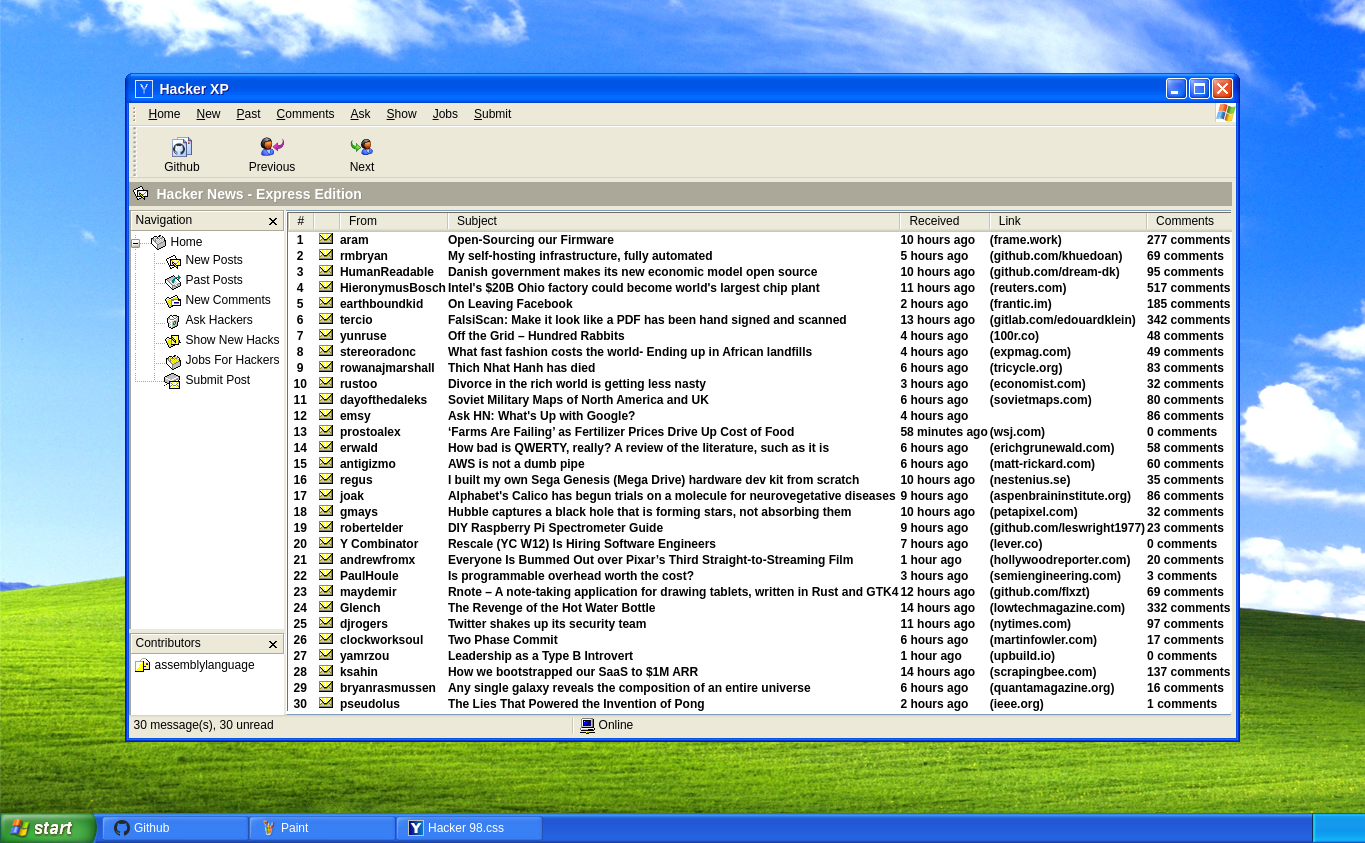 Hacker XP
Home New Past Comments Ask Show Jobs Submit
Github Previous Next
Hacker News - Express Edition
Navigation
Home
New Posts
Past Posts
New Comments
Ask Hackers
Show New Hacks
Jobs For Hackers
Submit Post
Contributors
assemblylanguage
# From Subject Received Link Comments
1 aram Open-Sourcing our Firmware 10 hours ago (frame.work) 277 comments
2 rmbryan My self-hosting infrastructure, fully automated 5 hours ago (github.com/khuedoan) 69 comments
3 HumanReadable Danish government makes its new economic model open source 10 hours ago (github.com/dream-dk) 95 comments
4 HieronymusBosch Intel's $20B Ohio factory could become world's largest chip plant 11 hours ago (reuters.com) 517 comments
5 earthboundkid On Leaving Facebook 2 hours ago (frantic.im) 185 comments
6 tercio FalsiScan: Make it look like a PDF has been hand signed and scanned 13 hours ago (gitlab.com/edouardklein) 342 comments
7 yunruse Off the Grid – Hundred Rabbits 4 hours ago (100r.co) 48 comments
8 stereoradonc What fast fashion costs the world- Ending up in African landfills 4 hours ago (expmag.com) 49 comments
9 rowanajmarshall Thich Nhat Hanh has died 6 hours ago (tricycle.org) 83 comments
10 rustoo Divorce in the rich world is getting less nasty 3 hours ago (economist.com) 32 comments
11 dayofthedaleks Soviet Military Maps of North America and UK 6 hours ago (sovietmaps.com) 80 comments
12 emsy Ask HN: What's Up with Google? 4 hours ago 86 comments
13 prostoalex ‘Farms Are Failing’ as Fertilizer Prices Drive Up Cost of Food 58 minutes ago (wsj.com) 0 comments
14 erwald How bad is QWERTY, really? A review of the literature, such as it is 6 hours ago (erichgrunewald.com) 58 comments
15 antigizmo AWS is not a dumb pipe 6 hours ago (matt-rickard.com) 60 comments
16 regus I built my own Sega Genesis (Mega Drive) hardware dev kit from scratch 10 hours ago (nestenius.se) 35 comments
17 joak Alphabet's Calico has begun trials on a molecule for neurovegetative diseases 9 hours ago (aspenbraininstitute.org) 86 comments
18 gmays Hubble captures a black hole that is forming stars, not absorbing them 10 hours ago (petapixel.com) 32 comments
19 robertelder DIY Raspberry Pi Spectrometer Guide 9 hours ago (github.com/leswright1977) 23 comments
20 Y Combinator Rescale (YC W12) Is Hiring Software Engineers 7 hours ago (lever.co) 0 comments
21 andrewfromx Everyone Is Bummed Out over Pixar’s Third Straight-to-Streaming Film 1 hour ago (hollywoodreporter.com) 20 comments
22 PaulHoule Is programmable overhead worth the cost? 3 hours ago (semiengineering.com) 3 comments
23 maydemir Rnote – A note-taking application for drawing tablets, written in Rust and GTK4 12 hours ago (github.com/flxzt) 69 comments
24 Glench The Revenge of the Hot Water Bottle 14 hours ago (lowtechmagazine.com) 332 comments
25 djrogers Twitter shakes up its security team 11 hours ago (nytimes.com) 97 comments
26 clockworksoul Two Phase Commit 6 hours ago (martinfowler.com) 17 comments
27 yamrzou Leadership as a Type B Introvert 1 hour ago (upbuild.io) 0 comments
28 ksahin How we bootstrapped our SaaS to $1M ARR 14 hours ago (scrapingbee.com) 137 comments
29 bryanrasmussen Any single galaxy reveals the composition of an entire universe 6 hours ago (quantamagazine.org) 16 comments
30 pseudolus The Lies That Powered the Invention of Pong 2 hours ago (ieee.org) 1 comments
30 message(s), 30 unread Online
start Github Paint Y Hacker 98.css